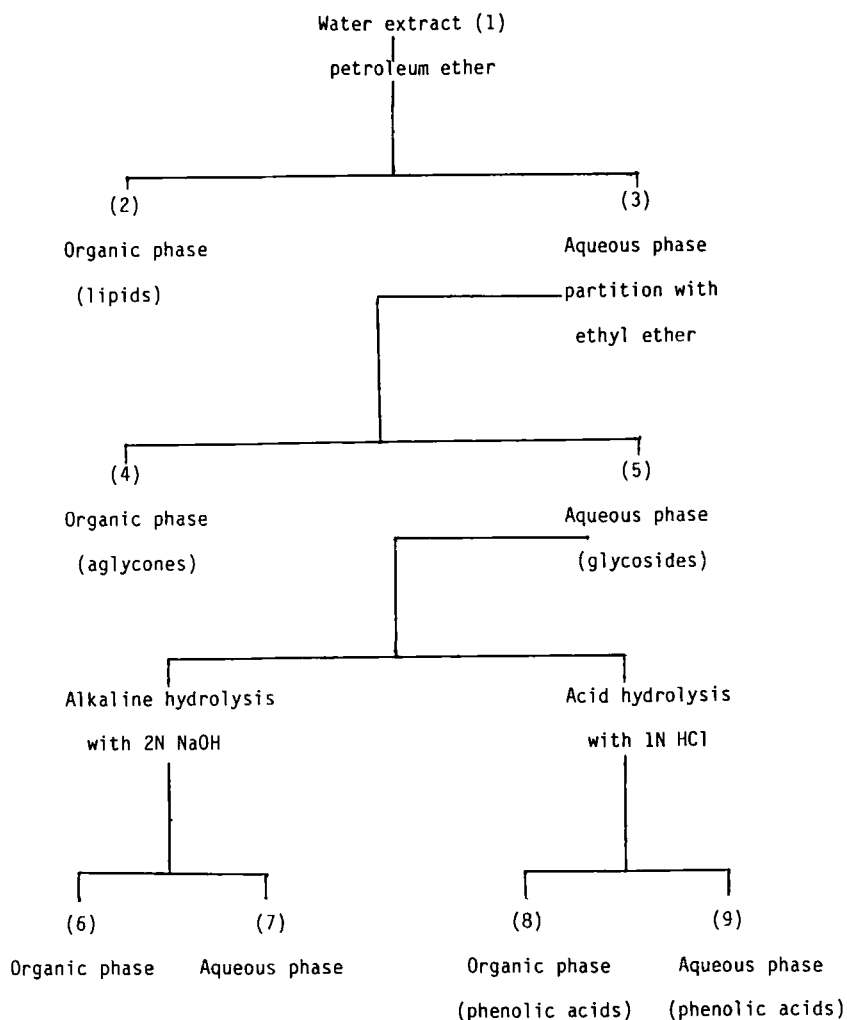 Water extract (1)
petroleum ether
(2) (3)
Organic phase Aqueous phase
(lipids) partition with
ethyl ether
(4) (5)
Organic phase Aqueous phase
(aglycones) (glycosides)
Alkaline hydrolysis Acid hydrolysis
with 2N NaOH with 1N HCl
(6) (7) (8) (9)
Organic phase Aqueous phase Organic phase Aqueous phase
(phenolic acids) (phenolic acids)